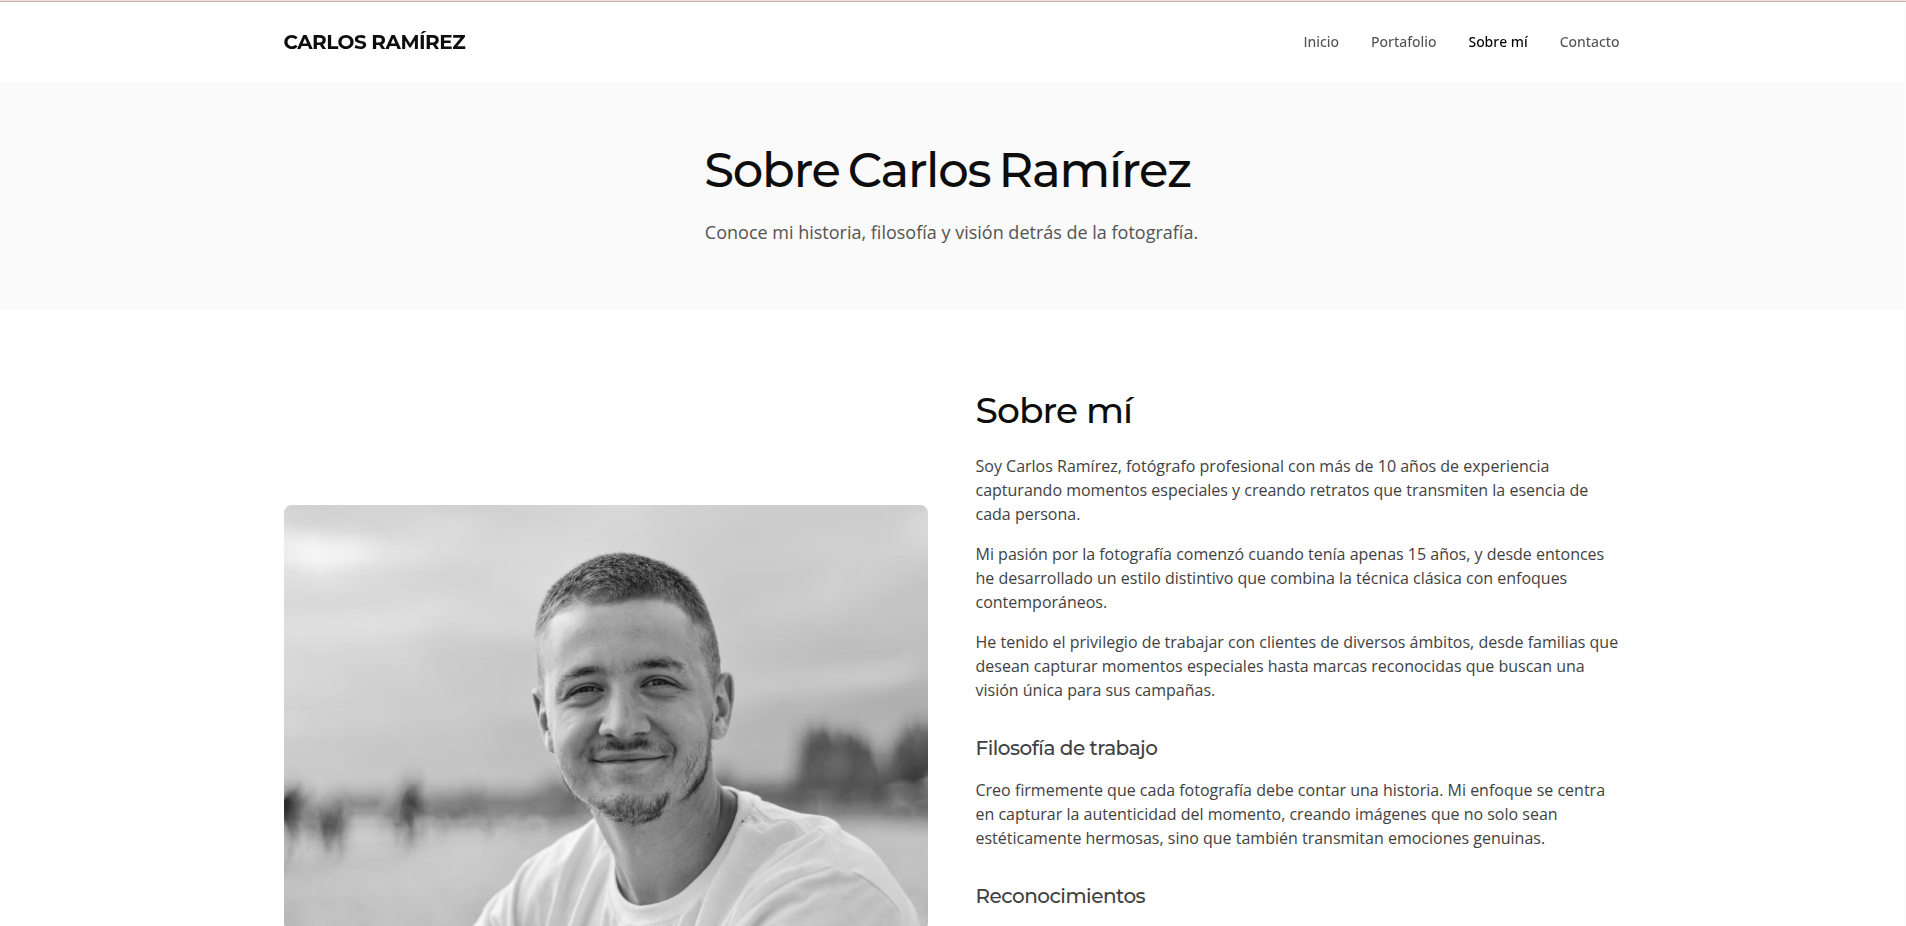 CARLOS RAMÍREZ
Inicio
Portafolio
Sobre mí
Contacto
Sobre Carlos Ramírez
Conoce mi historia, filosofía y visión detrás de la fotografía.
Sobre mí
Soy Carlos Ramírez, fotógrafo profesional con más de 10 años de experiencia
capturando momentos especiales y creando retratos que transmiten la esencia de
cada persona.
Mi pasión por la fotografía comenzó cuando tenía apenas 15 años, y desde entonces
he desarrollado un estilo distintivo que combina la técnica clásica con enfoques
contemporáneos.
He tenido el privilegio de trabajar con clientes de diversos ámbitos, desde familias que
desean capturar momentos especiales hasta marcas reconocidas que buscan una
visión única para sus campañas.
Filosofía de trabajo
Creo firmemente que cada fotografía debe contar una historia. Mi enfoque se centra
en capturar la autenticidad del momento, creando imágenes que no solo sean
estéticamente hermosas, sino que también transmitan emociones genuinas.
Reconocimientos